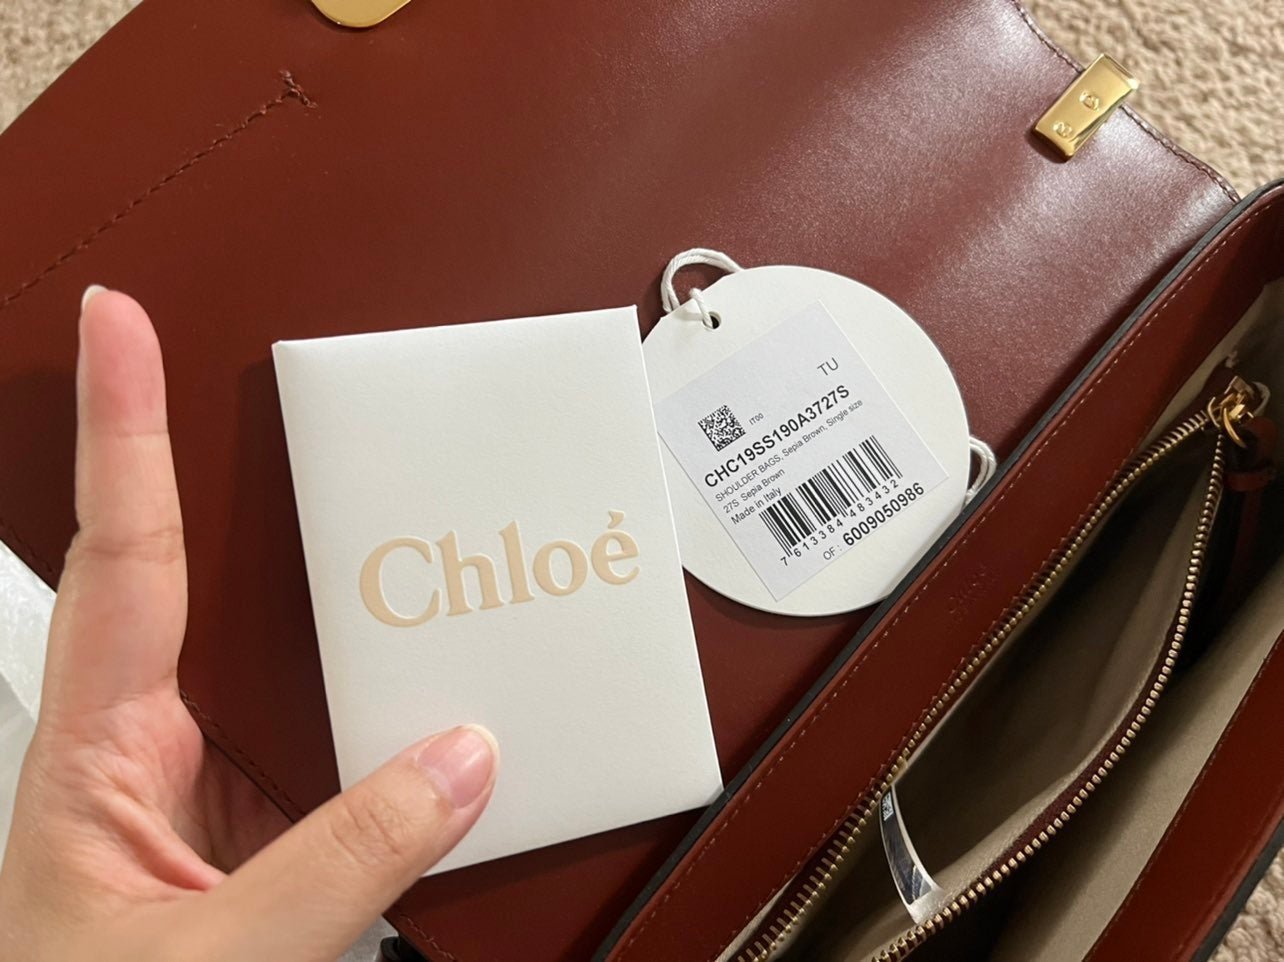 Chloé
TU
IT00
CHC19SS190A3727S
SHOULDER BAGS, Sepia Brown, Single size
27S Sepia Brown
Made in Italy
7 613384 483432
OF : 6009050986